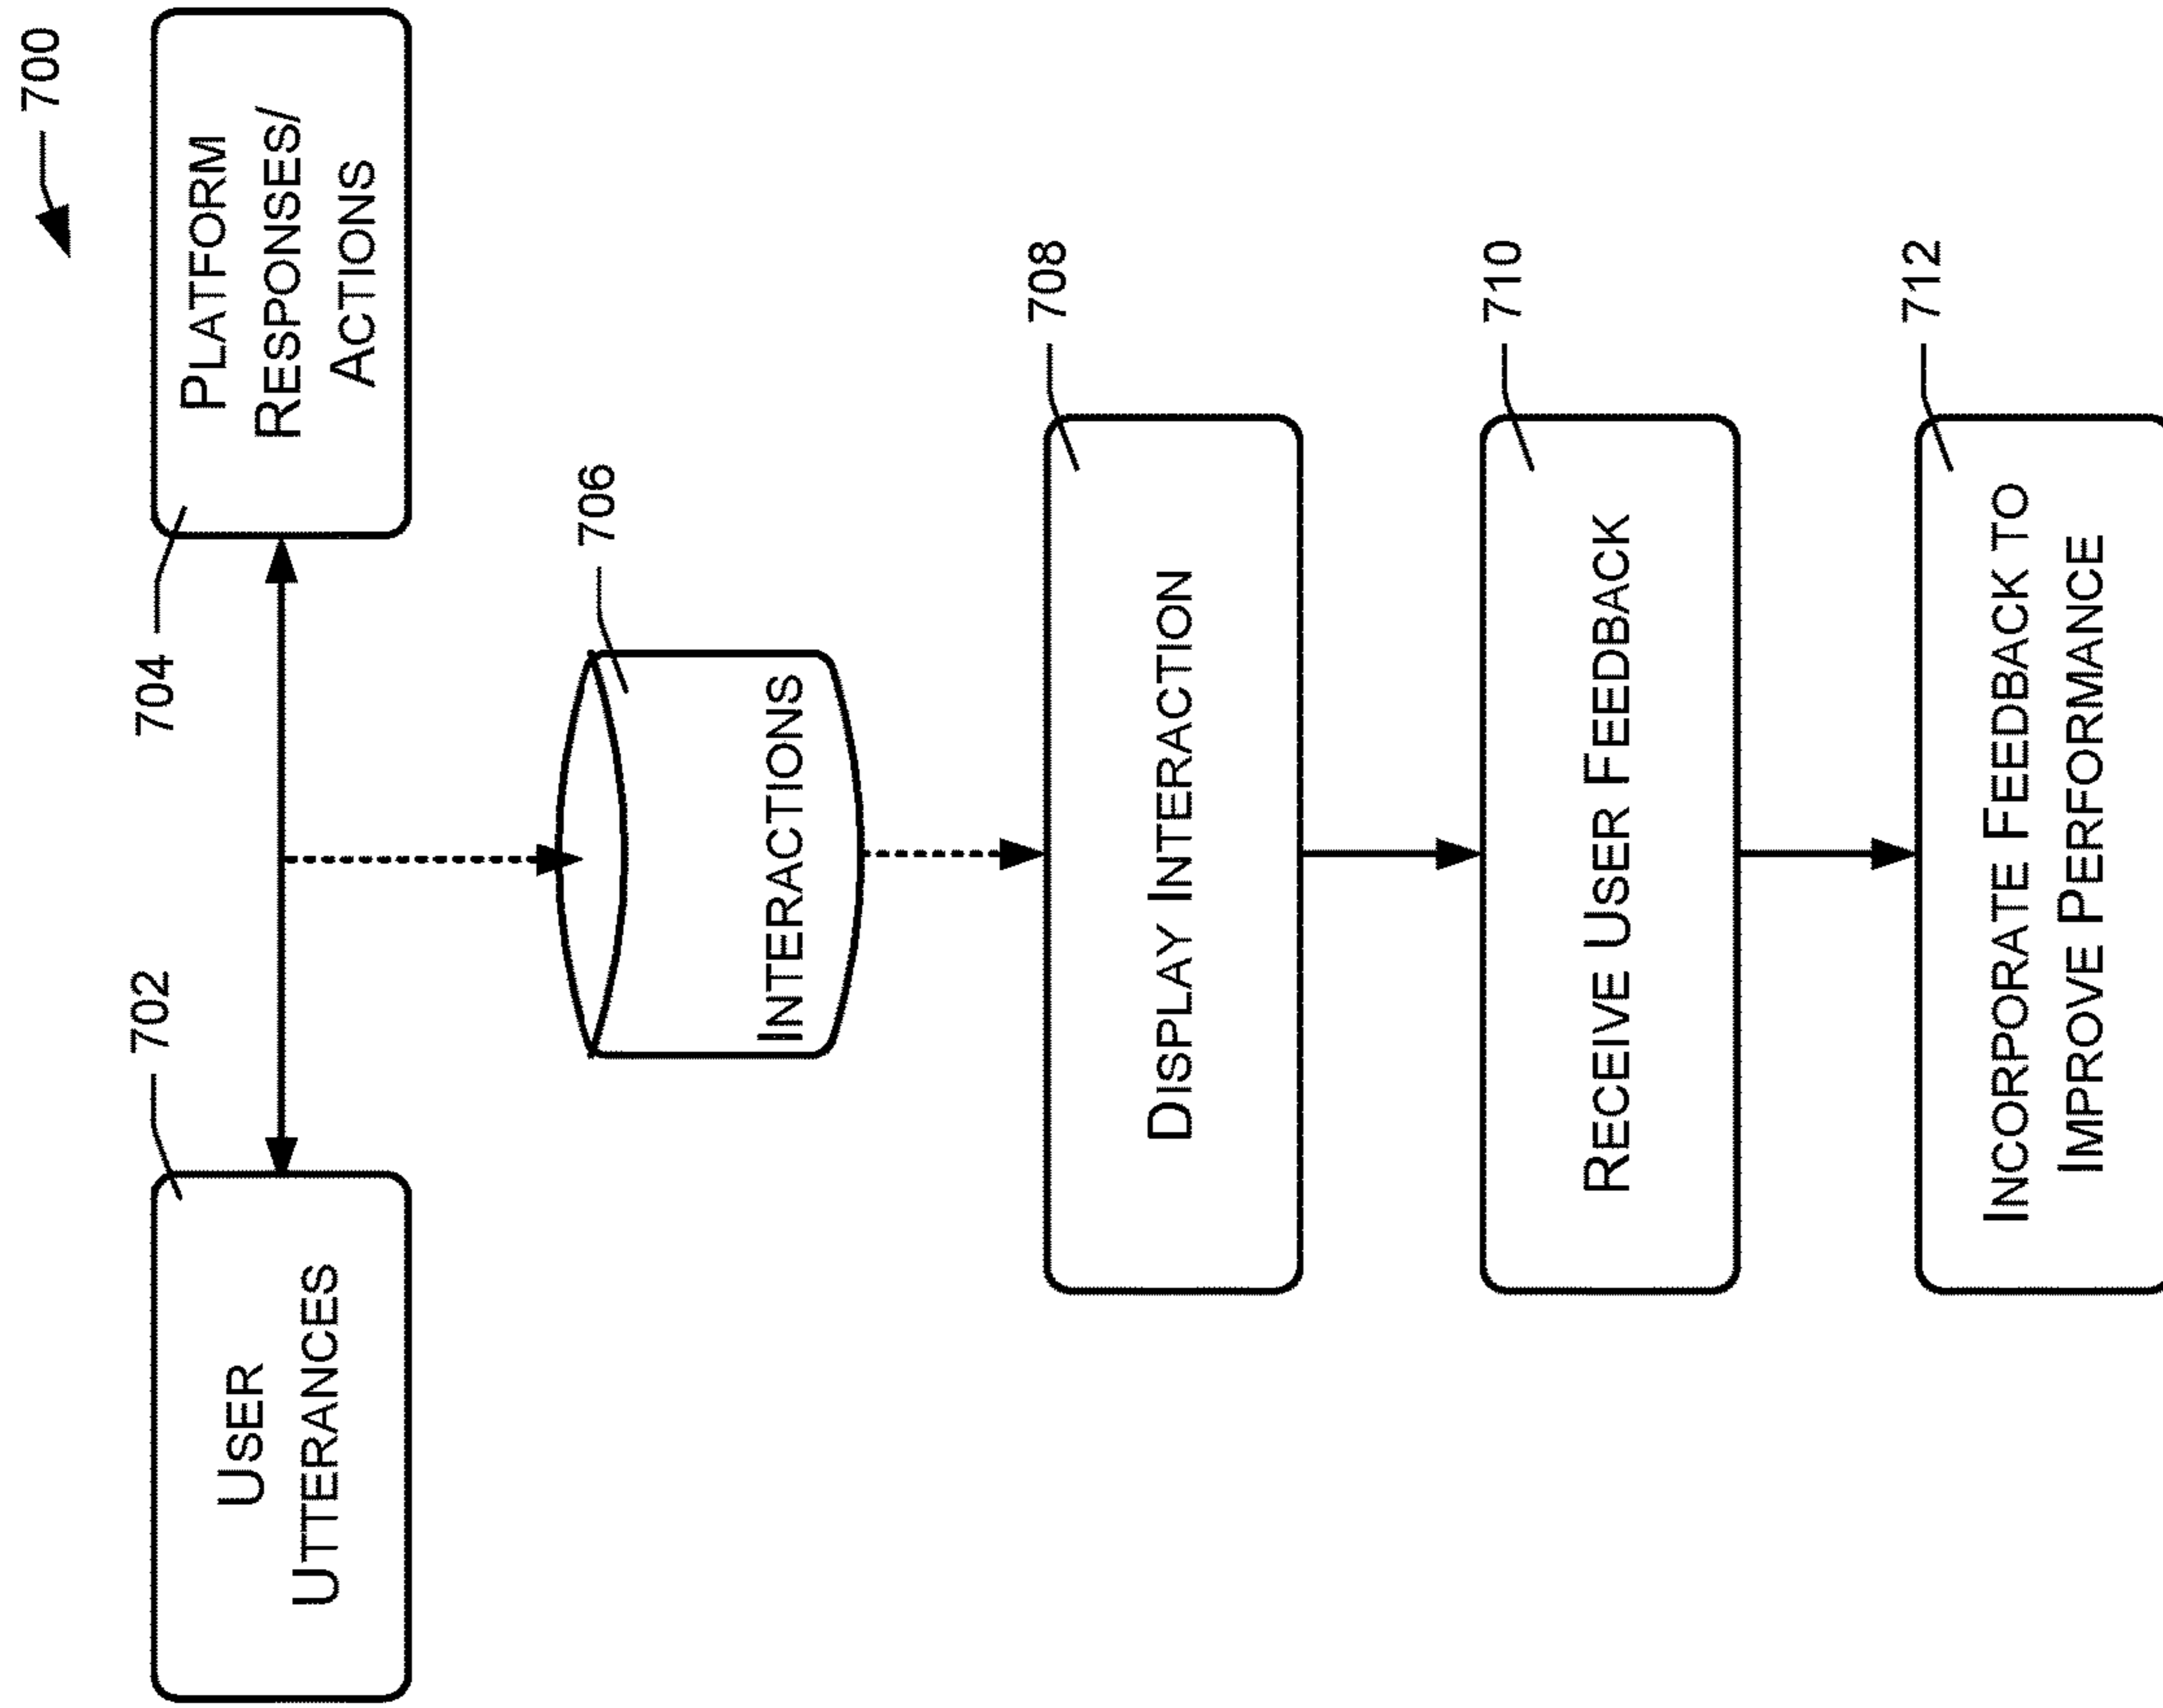 700
702
704
USER
UTTERANCES
PLATFORM
RESPONSES/
ACTIONS
706
INTERACTIONS
708
DISPLAY INTERACTION
710
RECEIVE USER FEEDBACK
712
INCORPORATE FEEDBACK TO
IMPROVE PERFORMANCE